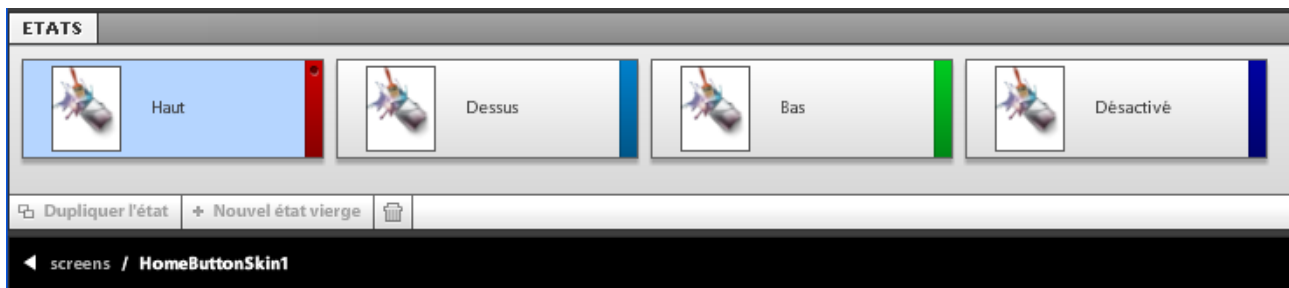 ETATS
Haut
Dessus
Bas
Désactivé
Dupliquer l'état + Nouvel état vierge
screens / HomeButtonSkin1